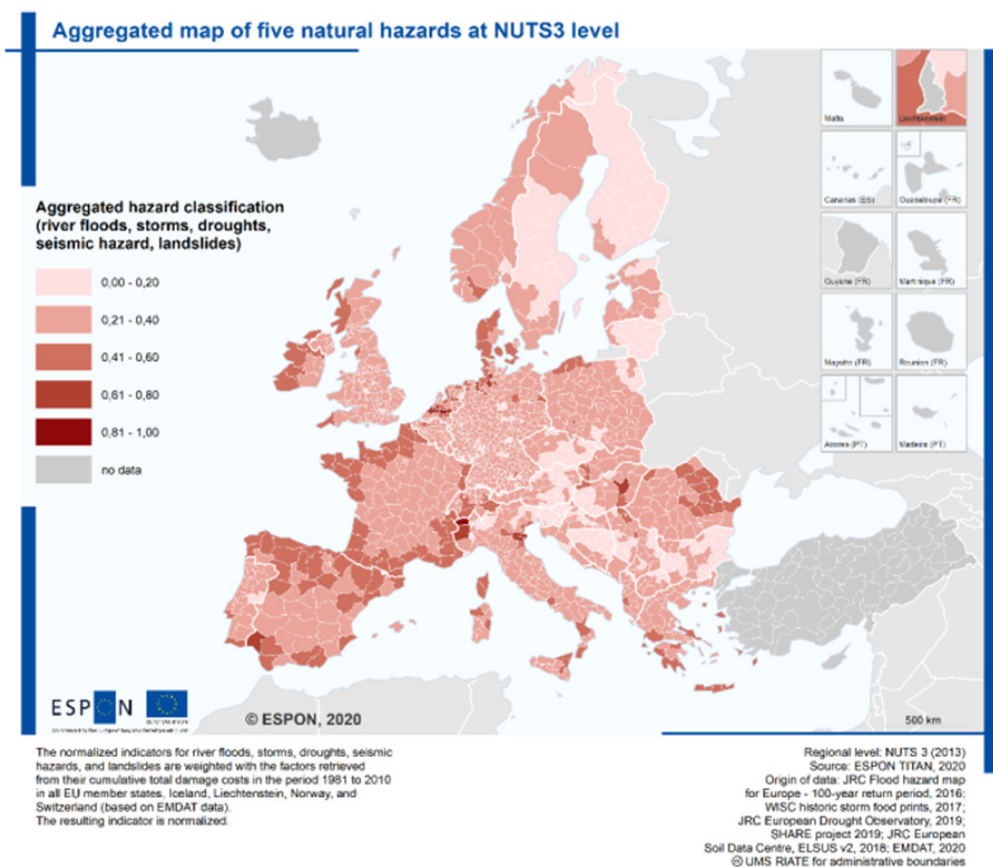 Aggregated map of five natural hazards at NUTS3 level
Aggregated hazard classification
(river floods, storms, droughts,
seismic hazard, landslides)
0,00 - 0,20
0,21 - 0,40
0,41 - 0,60
0,61 - 0,80
0,81 - 1,00
no data
Malta
Liechtenstein
Canarias (ES)
Guadeloupe (FR)
Guyane (FR)
Martinique (FR)
Mayotte (FR)
Reunion (FR)
Acores (PT)
Madeira (PT)
ESPON
© ESPON, 2020
500 km
The normalized indicators for river floods, storms, droughts, seismic
hazards, and landslides are weighted with the factors retrieved
from their cumulative total damage costs in the period 1981 to 2010
in all EU member states, Iceland, Liechtenstein, Norway, and
Switzerland (based on EMDAT data).
The resulting indicator is normalized.
Regional level: NUTS 3 (2013)
Source: ESPON TITAN, 2020
Origin of data: JRC Flood hazard map
for Europe - 100-year return period, 2016;
WISC historic storm food prints, 2017;
JRC European Drought Observatory, 2019;
SHARE project 2019; JRC European
Soil Data Centre, ELSUS v2, 2018; EMDAT, 2020
UMS RIATE for administrative boundaries